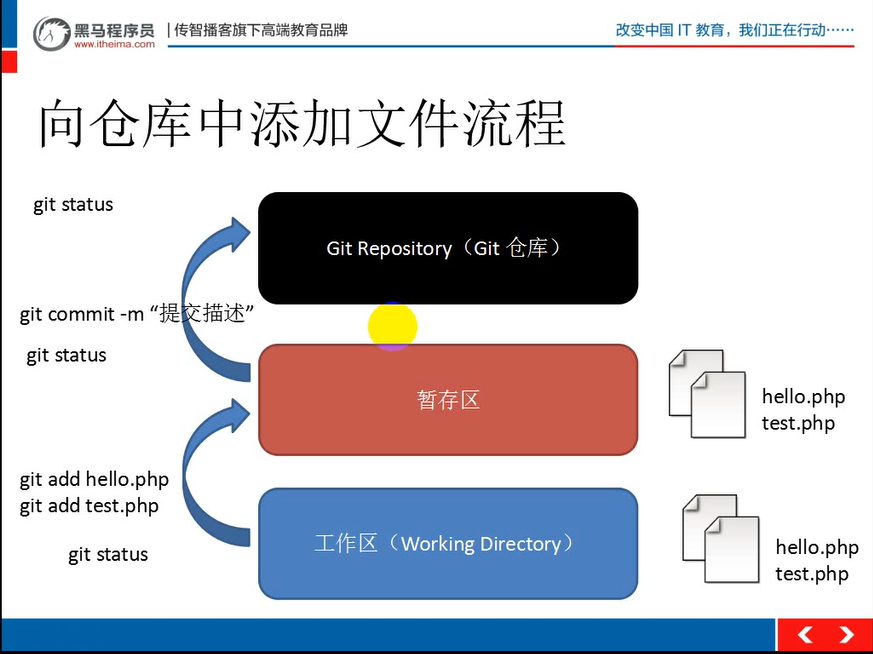 黑马程序员 | 传智播客旗下高端教育品牌
www.itheima.com
改变中国 IT 教育，我们正在行动……
向仓库中添加文件流程
git status
Git Repository（Git 仓库）
git commit -m “提交描述”
git status
暂存区
hello.php
test.php
git add hello.php
git add test.php
git status
工作区（Working Directory）
hello.php
test.php